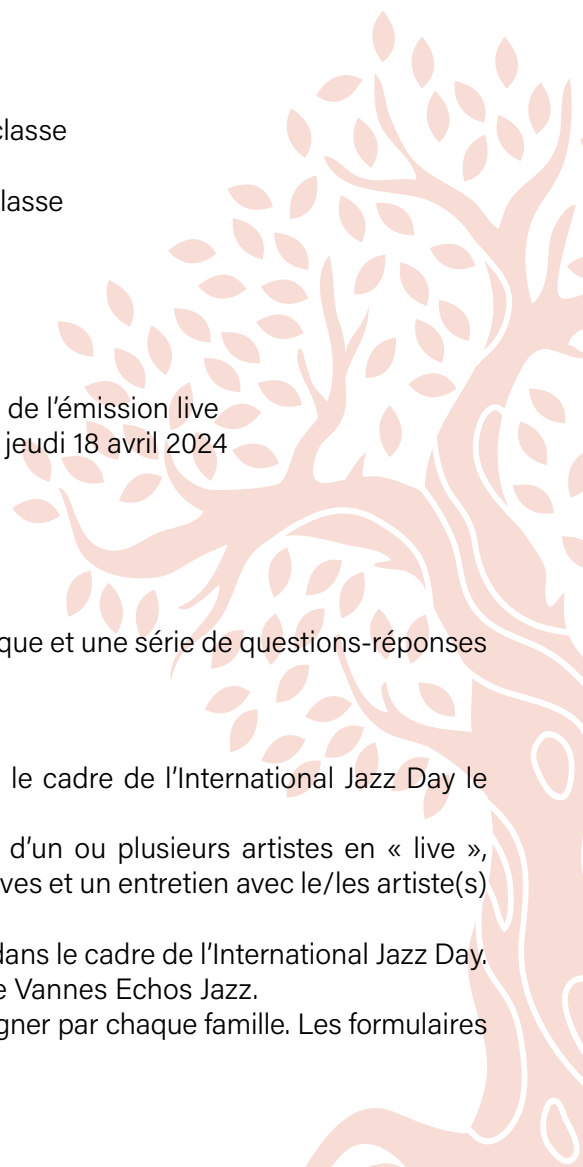 classe
lasse
de l'émission live
jeudi 18 avril 2024
que et une série de questions-réponses
le cadre de l'International Jazz Day le
d'un ou plusieurs artistes en « live »,
ves et un entretien avec le/les artiste(s)
dans le cadre de l'International Jazz Day.
e Vannes Echos Jazz.
gner par chaque famille. Les formulaires